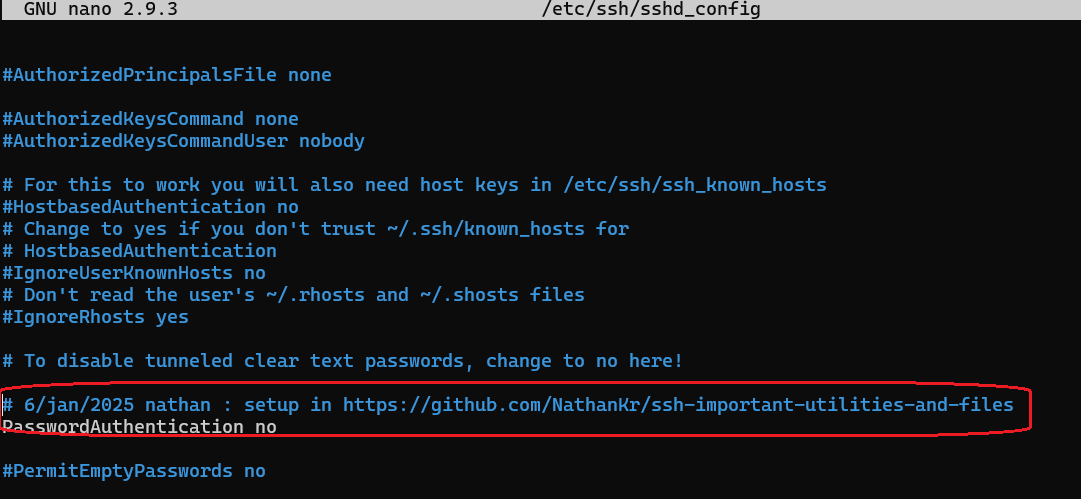 GNU nano 2.9.3 /etc/ssh/sshd_config
#AuthorizedPrincipalsFile none
#AuthorizedKeysCommand none
#AuthorizedKeysCommandUser nobody
# For this to work you will also need host keys in /etc/ssh/ssh_known_hosts
#HostbasedAuthentication no
# Change to yes if you don't trust ~/.ssh/known_hosts for
# HostbasedAuthentication
#IgnoreUserKnownHosts no
# Don't read the user's ~/.rhosts and ~/.shosts files
#IgnoreRhosts yes
# To disable tunneled clear text passwords, change to no here!
# 6/jan/2025 nathan : setup in https://github.com/NathanKr/ssh-important-utilities-and-files
PasswordAuthentication no
#PermitEmptyPasswords no